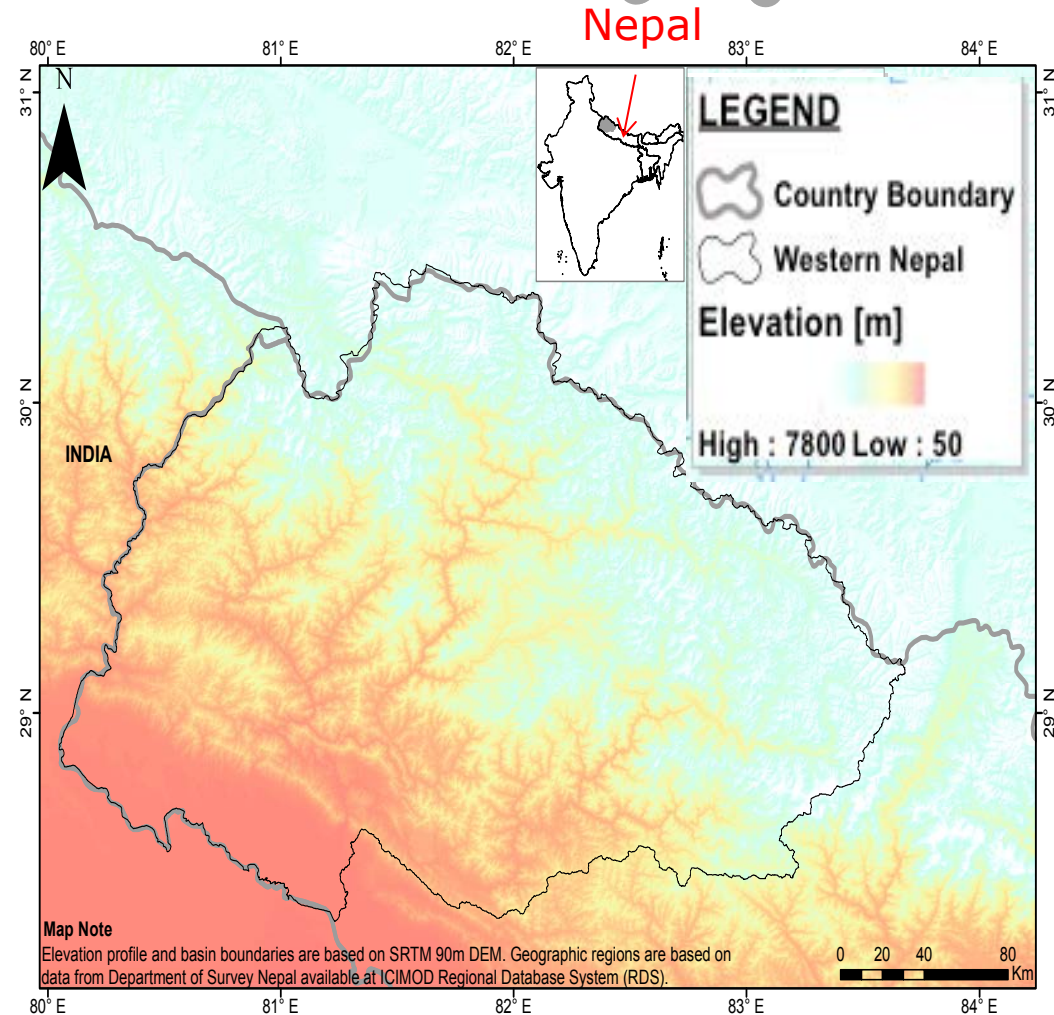 Nepal
80° E 81° E 82° E 83° E 84° E
31° N
30° N
29° N
31° N
30° N
29° N
N
LEGEND
Country Boundary
Western Nepal
Elevation [m]
High : 7800 Low : 50
INDIA
Map Note
Elevation profile and basin boundaries are based on SRTM 90m DEM. Geographic regions are based on
data from Department of Survey Nepal available at ICIMOD Regional Database System (RDS).
0 20 40 80
Km
80° E 81° E 82° E 83° E 84° E